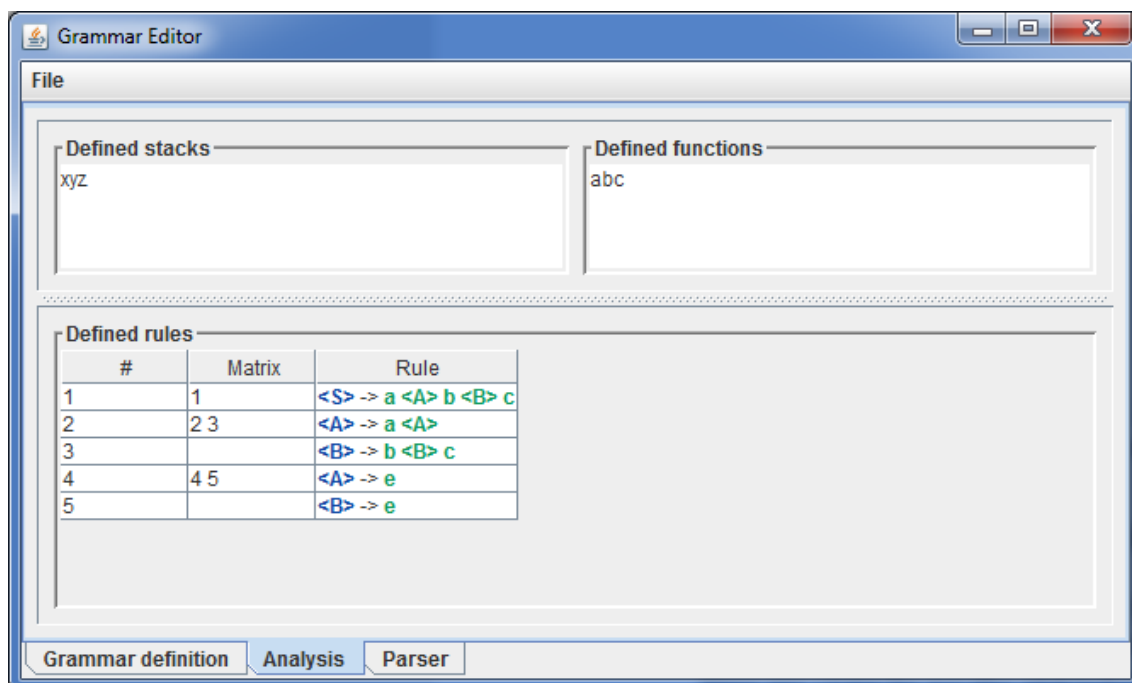 Grammar Editor
File
Defined stacks
xyz
Defined functions
abc
Defined rules
# Matrix Rule
1 1 <S> -> a <A> b <B> c
2 2 3 <A> -> a <A>
3 <B> -> b <B> c
4 4 5 <A> -> e
5 <B> -> e
Grammar definition Analysis Parser